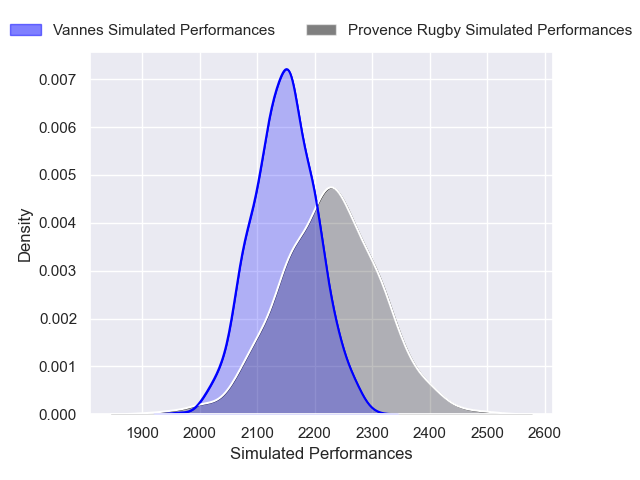 Vannes Simulated Performances
Provence Rugby Simulated Performances
0.007
0.006
0.005
0.004
0.003
0.002
0.001
0.000
Density
1900 2000 2100 2200 2300 2400 2500 2600
Simulated Performances